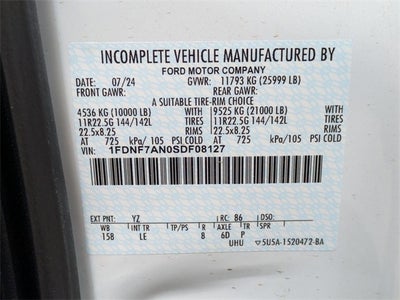 INCOMPLETE VEHICLE MANUFACTURED BY
FORD MOTOR COMPANY
DATE: 07/24 GVWR: 11793 KG (25999 LB)
FRONT GAWR: REAR GAWR:
A SUITABLE TIRE-RIM CHOICE
4536 KG (10000 LB) 9525 KG (21000 LB)
11R22.5G 144/142L TIRES 11R22.5G 144/142L
22.5x8.25 RIMS 22.5x8.25
AT 725 kPa/105 PSI COLD AT 725 kPa/105 PSI COLD
VIN: 1FDNF7AN0SDF08127
EXT PNT: YZ RC: 86 DSO:
WB INT TR TP/PS R AXLE TR SPR
158 LE 8 6D P
UHU 5U5A-1520472-BA